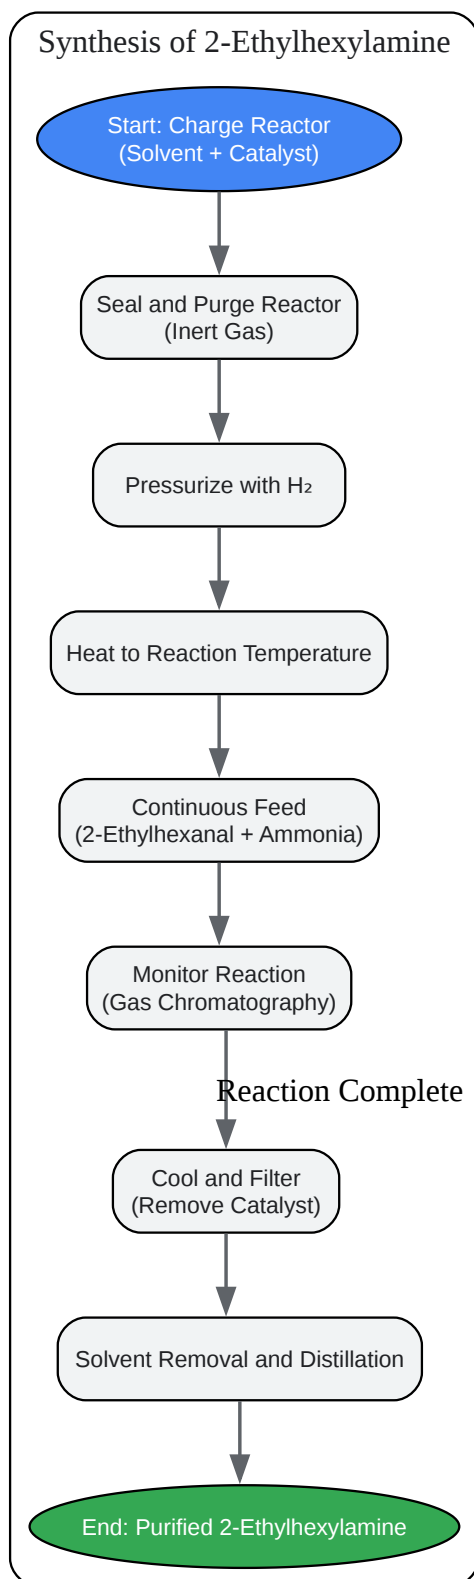 Synthesis of 2-Ethylhexylamine
Start: Charge Reactor
(Solvent + Catalyst)
Seal and Purge Reactor
(Inert Gas)
Pressurize with H₂
Heat to Reaction Temperature
Continuous Feed
(2-Ethylhexanal + Ammonia)
Monitor Reaction
(Gas Chromatography)
Reaction Complete
Cool and Filter
(Remove Catalyst)
Solvent Removal and Distillation
End: Purified 2-Ethylhexylamine